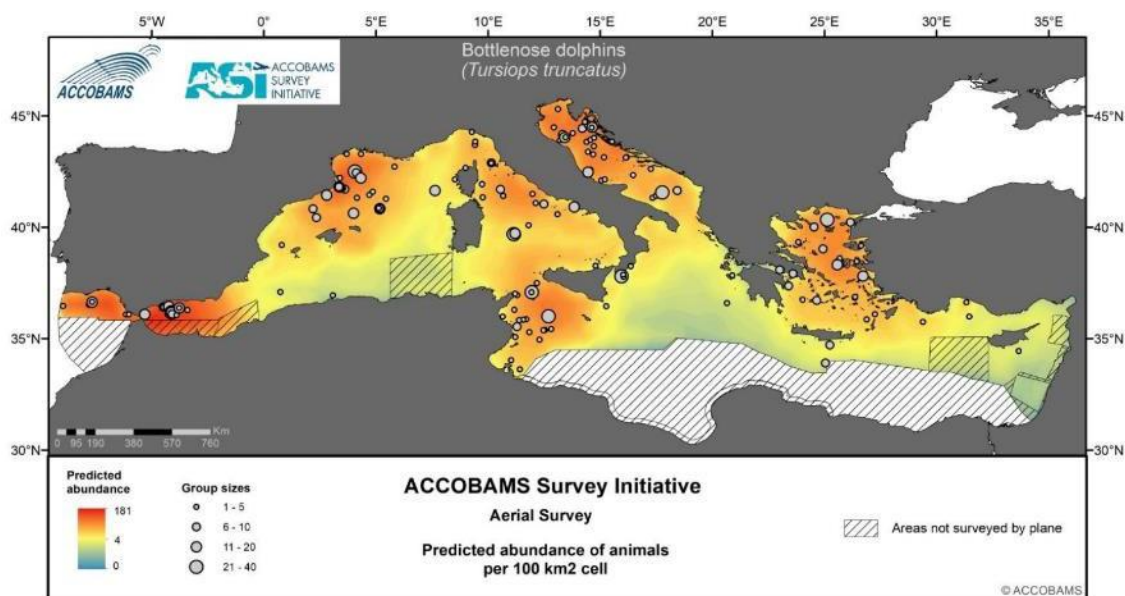 5°W 0° 5°E 10°E 15°E 20°E 25°E 30°E 35°E
Bottlenose dolphins
(Tursiops truncatus)
ACCOBAMS
ASI
ACCOBAMS
SURVEY
INITIATIVE
45°N 45°N
40°N 40°N
35°N 35°N
30°N 30°N
Km
0 95 190 380 570 760
Predicted
abundance
181
4
0
Group sizes
1 - 5
6 - 10
11 - 20
21 - 40
ACCOBAMS Survey Initiative
Aerial Survey
Predicted abundance of animals
per 100 km2 cell
Areas not surveyed by plane
© ACCOBAMS